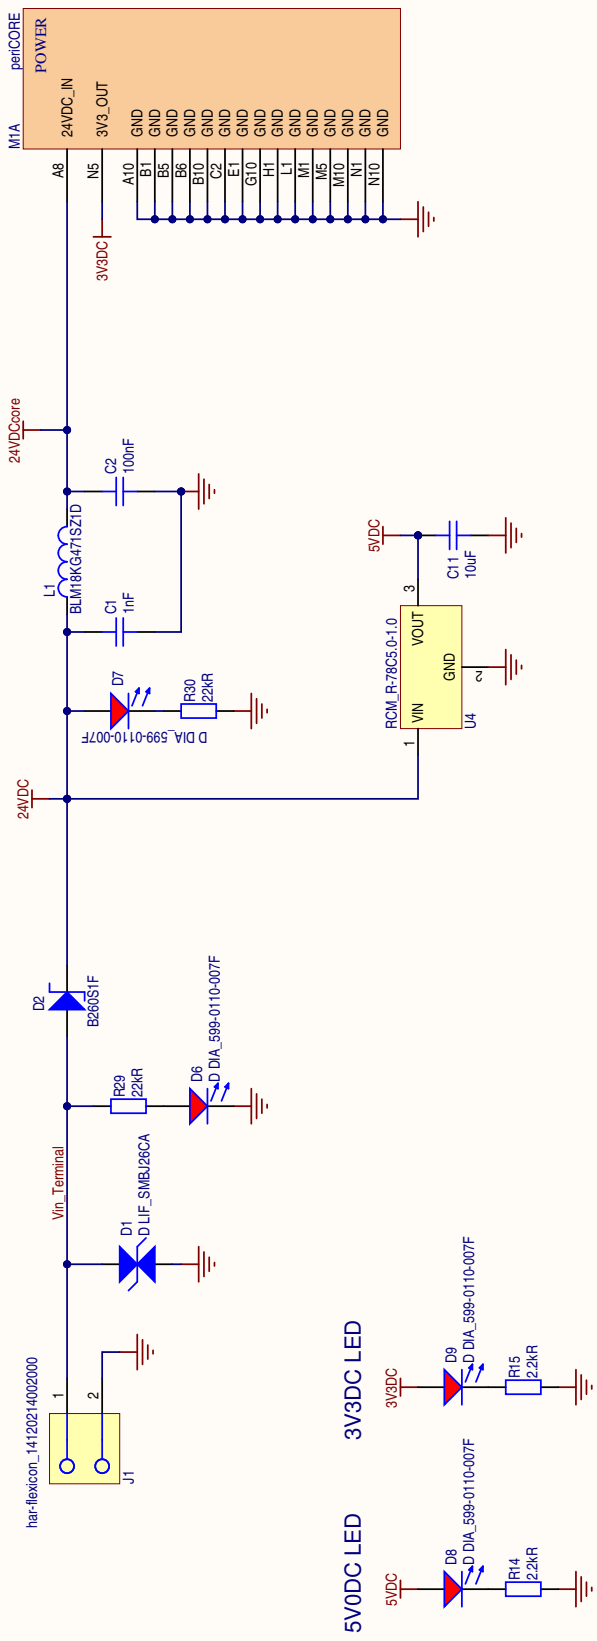 har-flexicon_14120214002000
1
2
J1
Vin_Terminal
D1
D LIF_SMBJ26CA
R29
22kR
D6
D DIA_599-0110-007F
D2
B260S1F
24VDC
D7
D DIA_599-0110-007F
R30
22kR
C1
1nF
L1
BLM18KG471SZ1D
C2
100nF
24VDCcore
3V3DC
M1A
periCORE
POWER
A8
24VDC_IN
N5
3V3_OUT
A10
GND
B1
GND
B5
GND
B6
GND
B10
GND
C2
GND
E1
GND
G10
GND
H1
GND
L1
GND
M1
GND
M5
GND
M10
GND
N1
GND
N10
GND
RCM_R-78C5.0-1.0
1
VIN
VOUT
3
GND
2
U4
5VDC
C11
10uF
5V0DC LED
5VDC
D8
D DIA_599-0110-007F
R14
2.2kR
3V3DC LED
3V3DC
D9
D DIA_599-0110-007F
R15
2.2kR